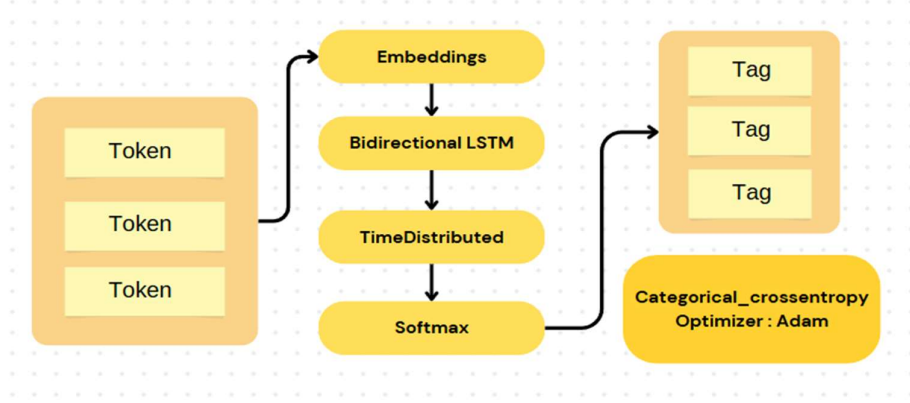 Token
Token
Token
Embeddings
Bidirectional LSTM
TimeDistributed
Softmax
Tag
Tag
Tag
Categorical_crossentropy
Optimizer : Adam